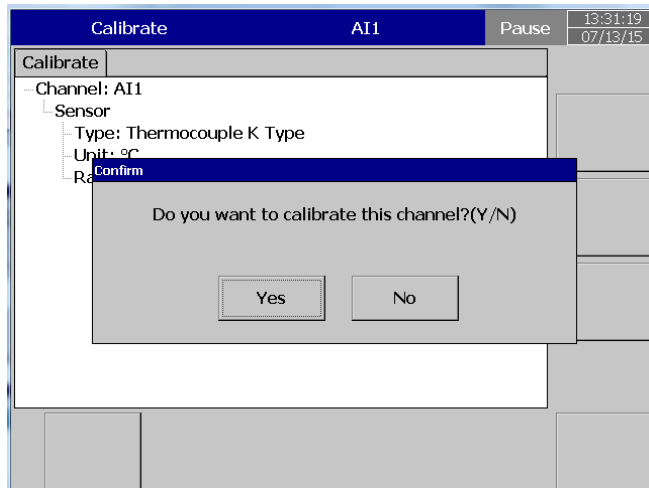 Calibrate AI1 Pause 13:31:19
07/13/15
Calibrate
Channel: AI1
Sensor
Type: Thermocouple K Type
Unit: °C
Confirm
Do you want to calibrate this channel?(Y/N)
Yes No